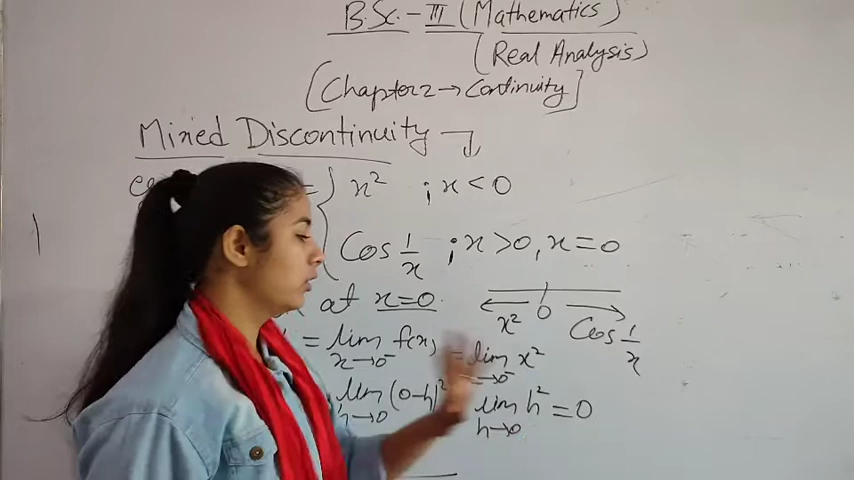 B.Sc. - III (Mathematics)
(Real Analysis)
[Chapter 2 → Continuity]
Mixed Discontinuity
= { x² ; x < 0
Cos 1/x ; x > 0, x = 0
at x = 0
x² 0 Cos 1/x
= lim x→0⁻ f(x) = lim x→0⁻ x²
lim h→0 (0-h)² lim h→0 h² = 0